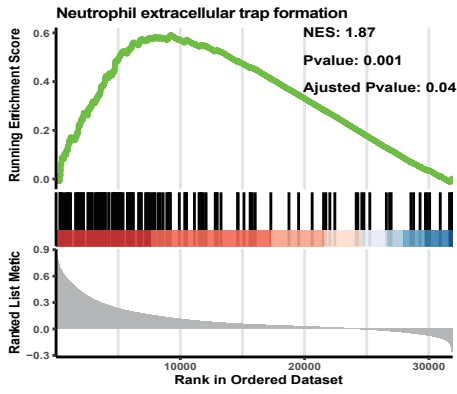 Neutrophil extracellular trap formation
NES: 1.87
Pvalue: 0.001
Ajusted Pvalue: 0.04
Running Enrichment Score
0.6
0.4
0.2
0.0
Ranked List Metic
0.9
0.6
0.3
0.0
−0.3
10000
20000
30000
Rank in Ordered Dataset